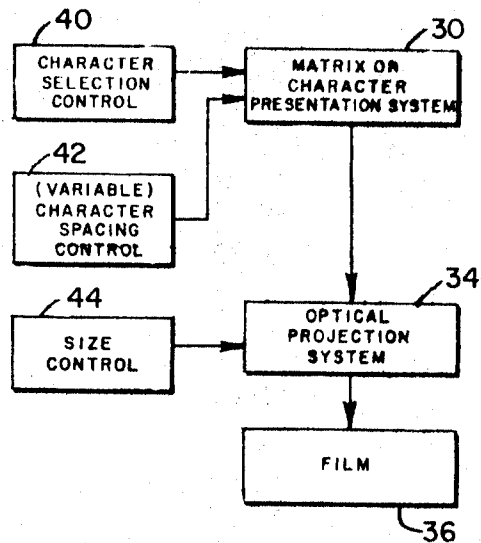 40
CHARACTER
SELECTION
CONTROL
30
MATRIX OR
CHARACTER
PRESENTATION SYSTEM
42
(VARIABLE)
CHARACTER
SPACING
CONTROL
44
SIZE
CONTROL
34
OPTICAL
PROJECTION
SYSTEM
FILM
36